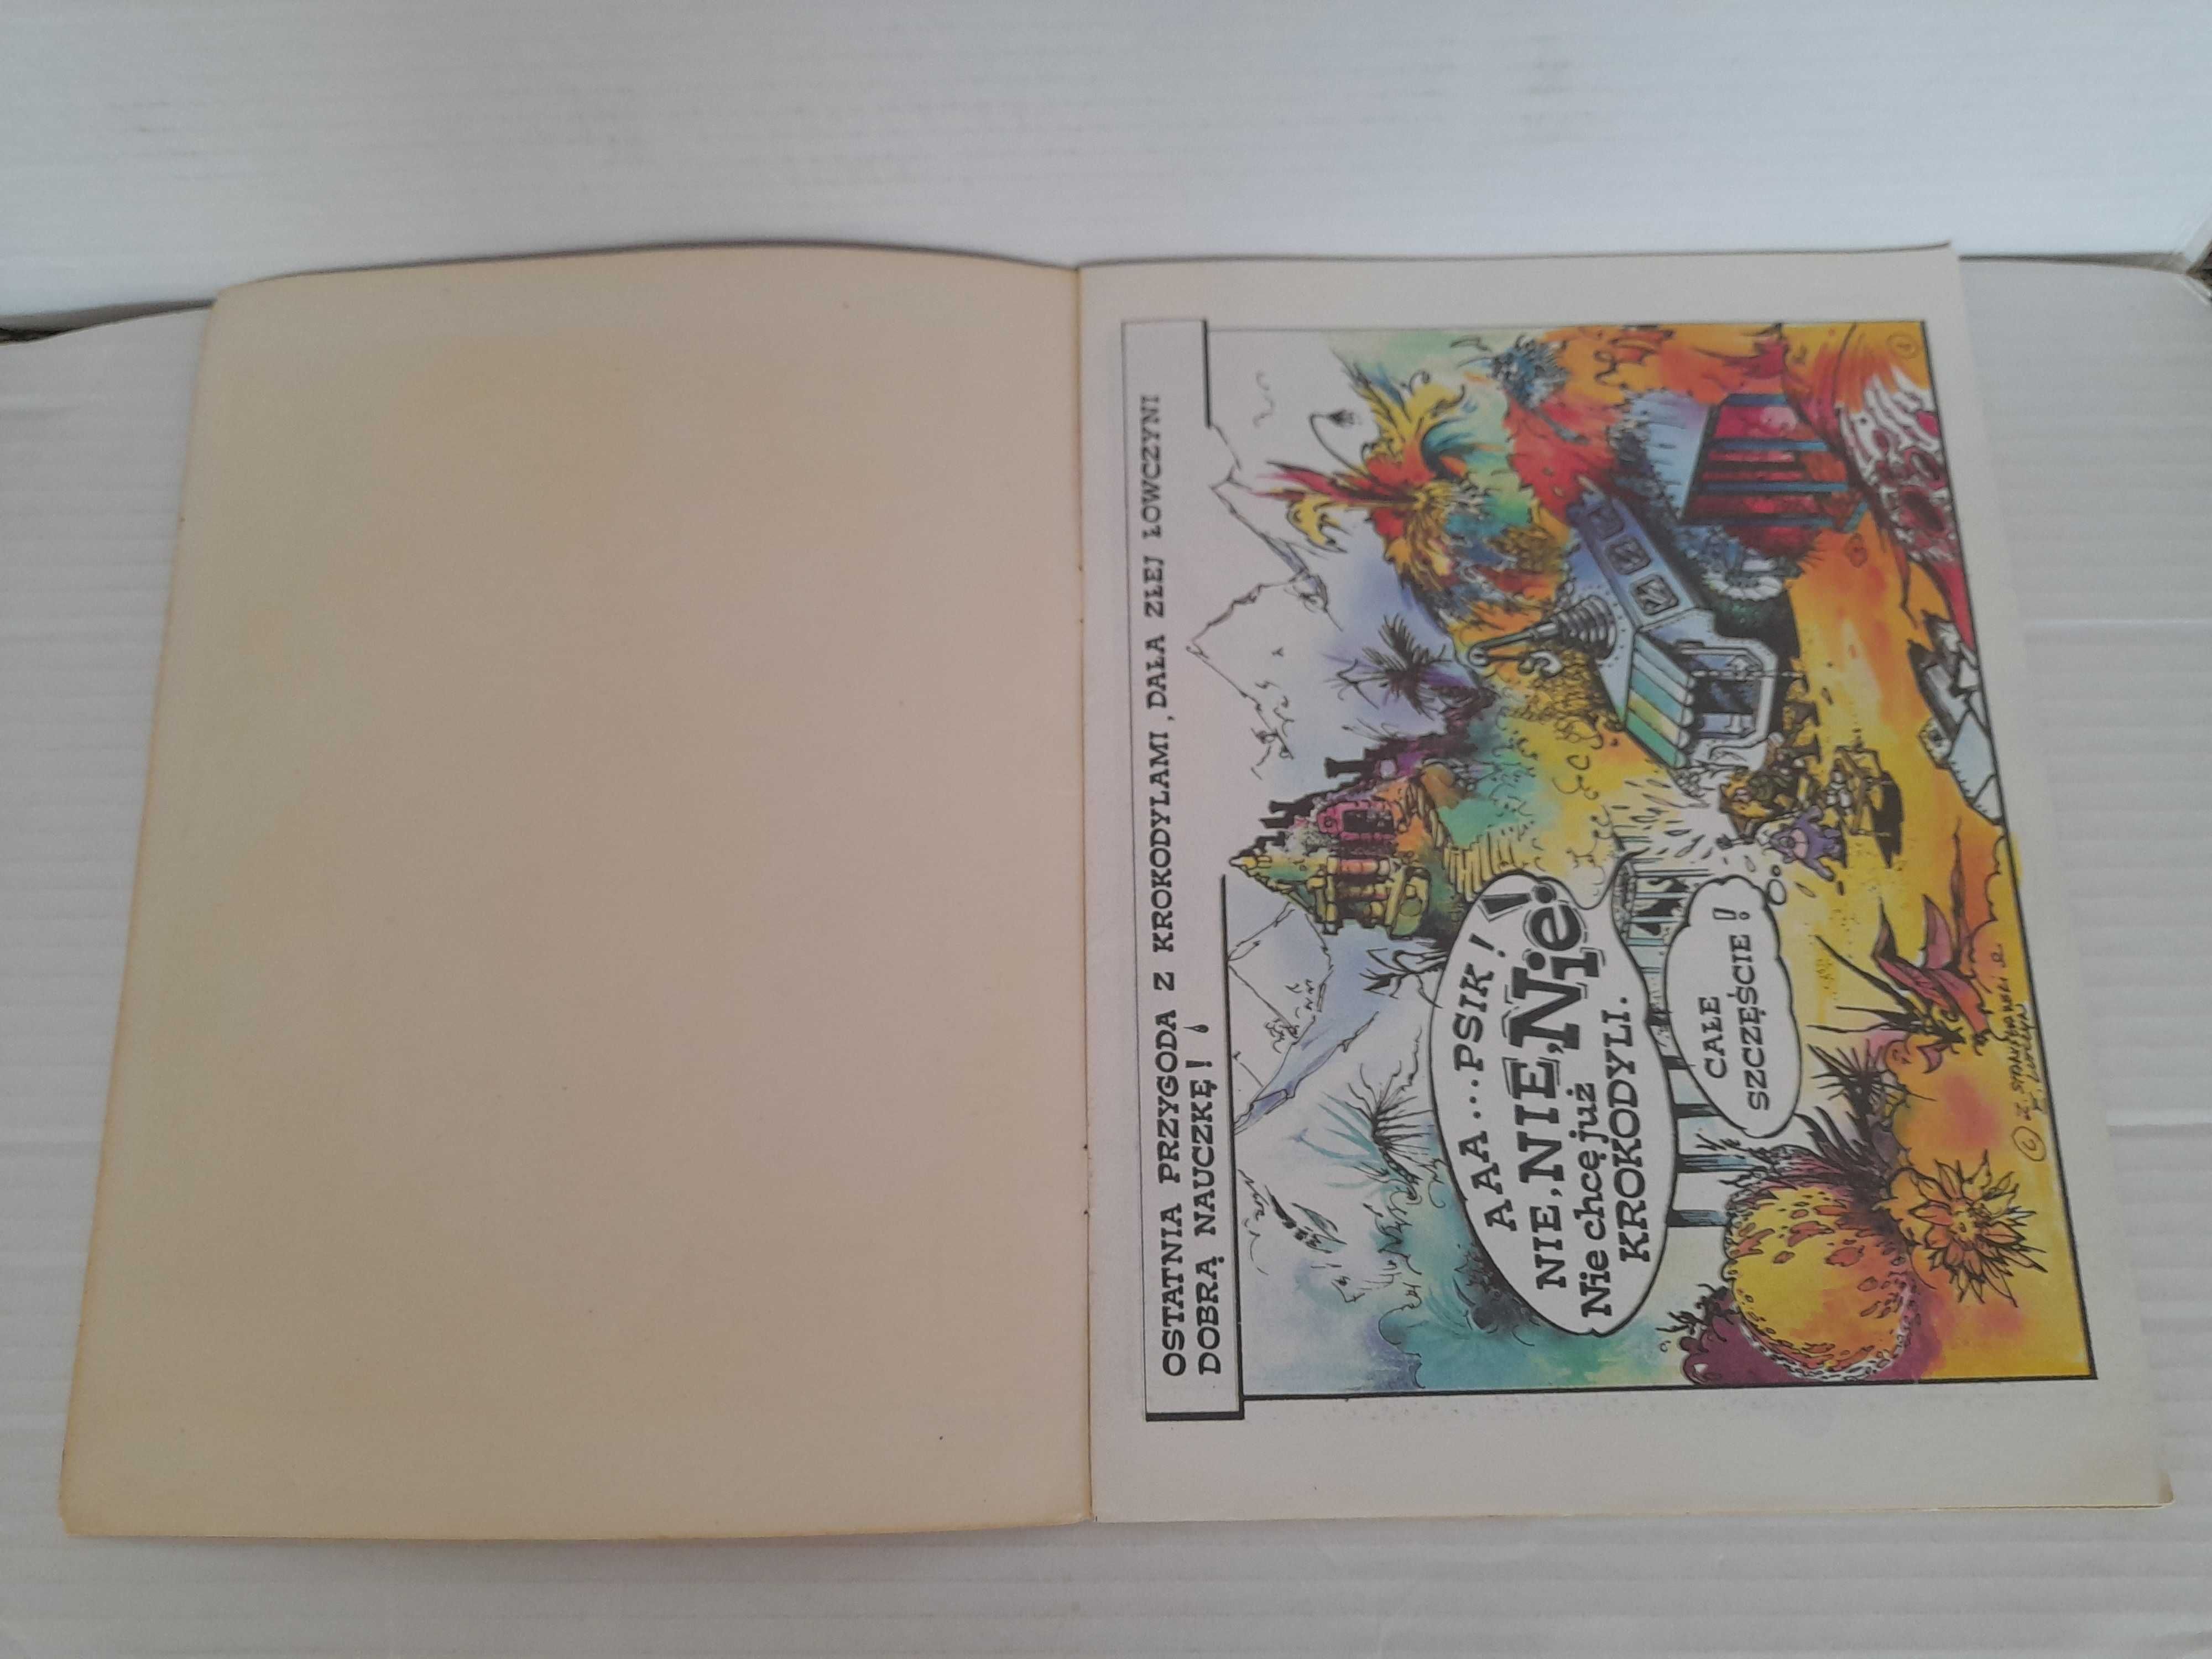 OSTATNIA PRZYGODA Z KROKODYLAMI, DAŁA ZŁEJ ŁOWCZYNI
DOBRĄ NAUCZKĘ!
AAA...PSIK!
NIE, NIE, Nie!
Nie chcę już
KROKODYLI.
CAŁE
SZCZĘŚCIE!